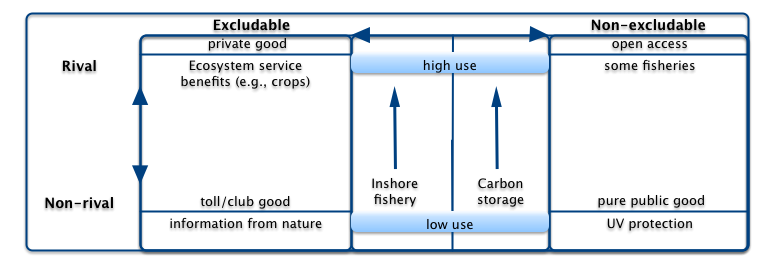 Excludable
Non-excludable
private good
open access
Rival
Ecosystem service
benefits (e.g., crops)
high use
some fisheries
Inshore
fishery
Carbon
storage
Non-rival
toll/club good
pure public good
information from nature
low use
UV protection